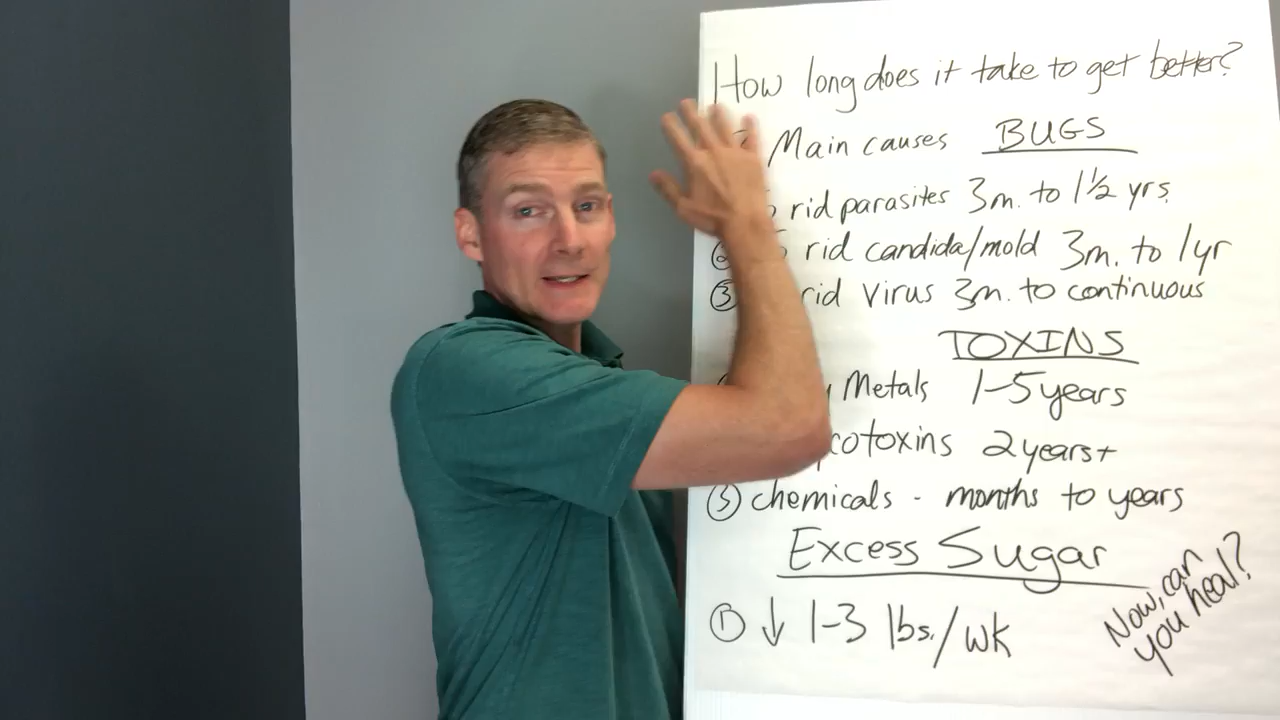 How long does it take to get better?
Main causes BUGS
rid parasites 3m. to 1 1/2 yrs.
② rid candida/mold 3m. to 1yr
③ rid virus 3m. to continuous
TOXINS
Metals 1-5 years
cotoxins 2 years+
③ chemicals - months to years
Excess Sugar
① ↓ 1-3 lbs./wk
Now, can
you heal?